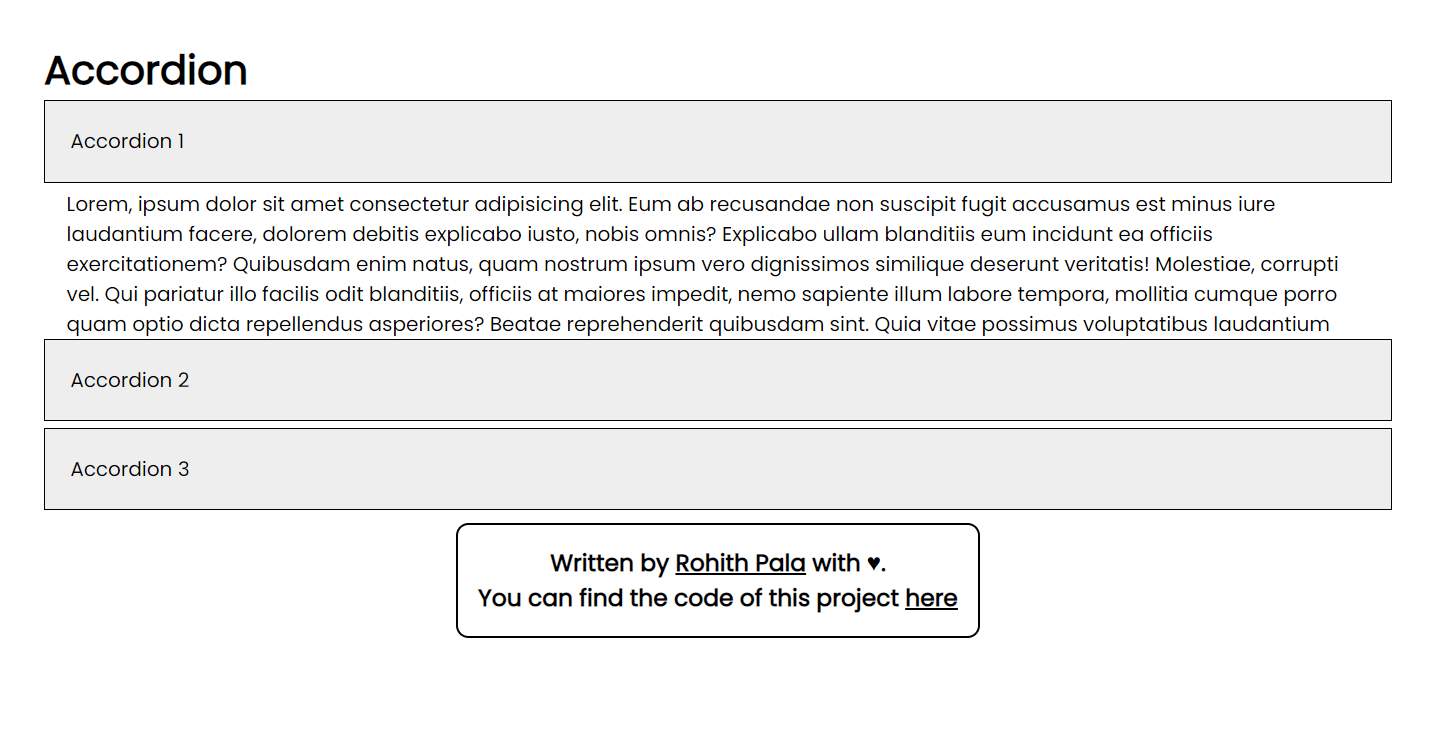 Accordion
Accordion 1
Lorem, ipsum dolor sit amet consectetur adipisicing elit. Eum ab recusandae non suscipit fugit accusamus est minus iure
laudantium facere, dolorem debitis explicabo iusto, nobis omnis? Explicabo ullam blanditiis eum incidunt ea officiis
exercitationem? Quibusdam enim natus, quam nostrum ipsum vero dignissimos similique deserunt veritatis! Molestiae, corrupti
vel. Qui pariatur illo facilis odit blanditiis, officiis at maiores impedit, nemo sapiente illum labore tempora, mollitia cumque porro
quam optio dicta repellendus asperiores? Beatae reprehenderit quibusdam sint. Quia vitae possimus voluptatibus laudantium
Accordion 2
Accordion 3
Written by Rohith Pala with ♥.
You can find the code of this project here